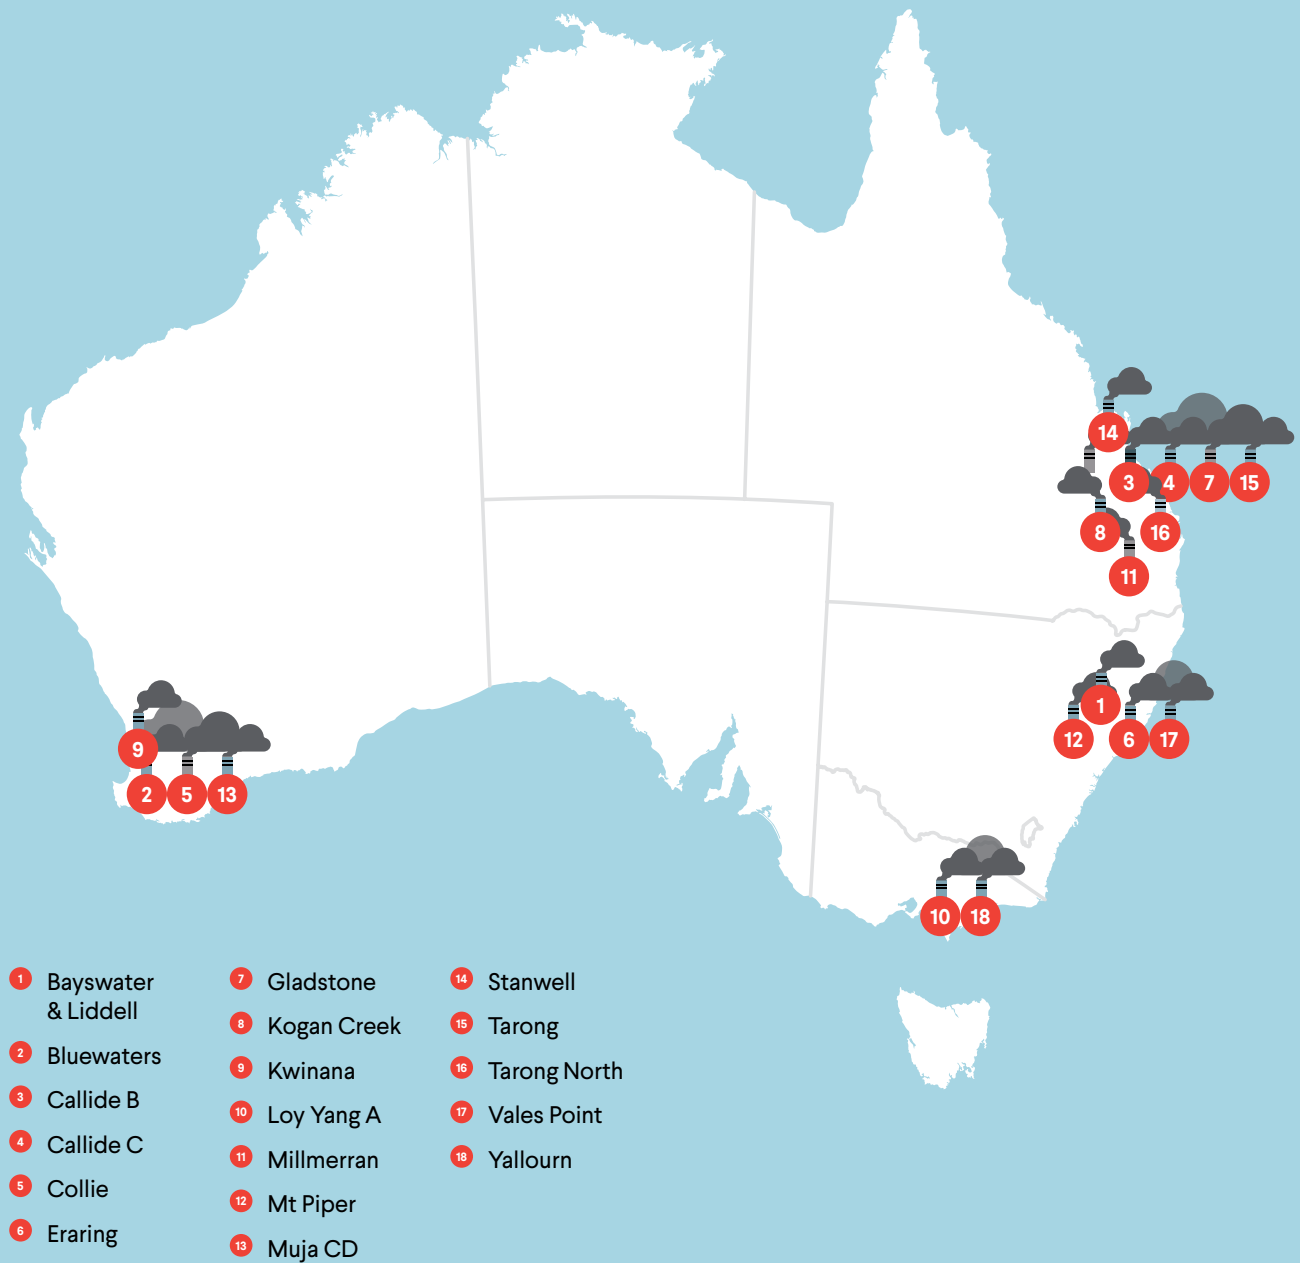 14
3
4
7
15
8
16
11
1
12
6
17
9
2
5
13
10
18
1 Bayswater
& Liddell
2 Bluewaters
3 Callide B
4 Callide C
5 Collie
6 Eraring
7 Gladstone
8 Kogan Creek
9 Kwinana
10 Loy Yang A
11 Millmerran
12 Mt Piper
13 Muja CD
14 Stanwell
15 Tarong
16 Tarong North
17 Vales Point
18 Yallourn